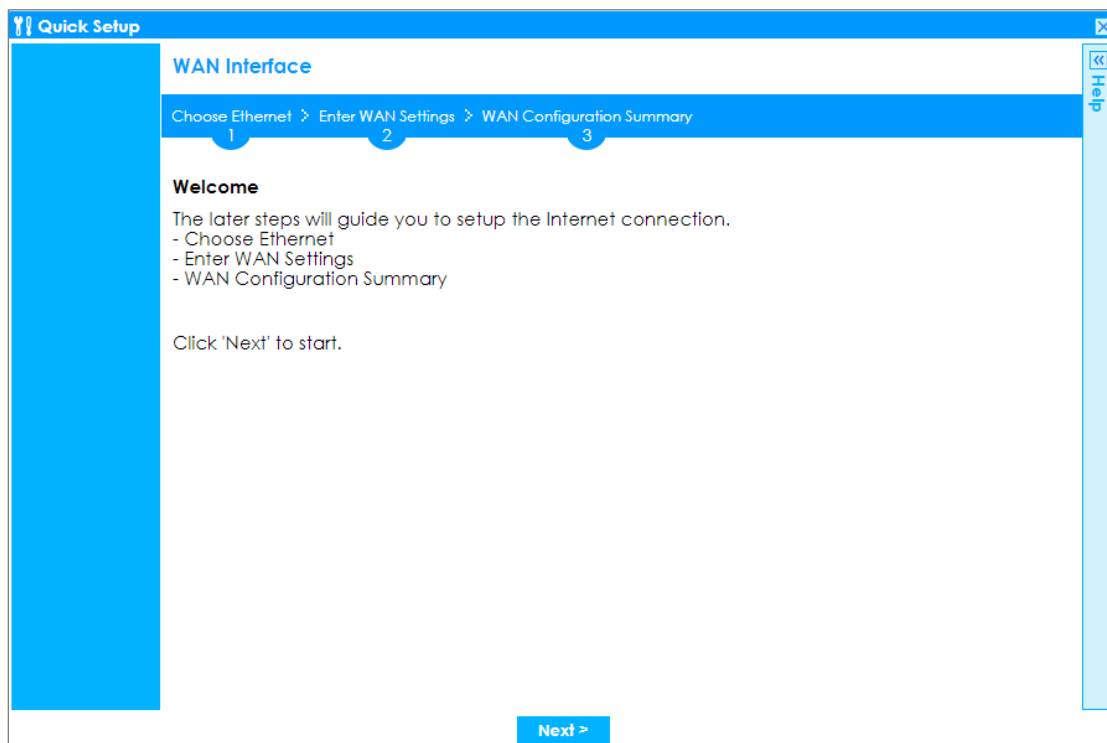 Quick Setup
« Help
WAN Interface
Choose Ethernet > Enter WAN Settings > WAN Configuration Summary
1 2 3
Welcome
The later steps will guide you to setup the Internet connection.
- Choose Ethernet
- Enter WAN Settings
- WAN Configuration Summary
Click 'Next' to start.
Next >